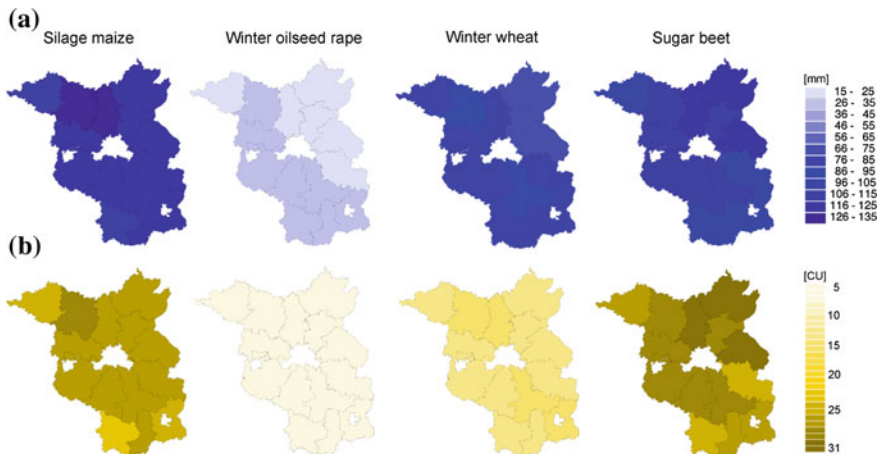 (a)
Silage maize
Winter oilseed rape
Winter wheat
Sugar beet
[mm]
15 - 25
26 - 35
36 - 45
46 - 55
56 - 65
66 - 75
76 - 85
86 - 95
96 - 105
106 - 115
116 - 125
126 - 135
(b)
[CU]
5
10
15
20
25
31